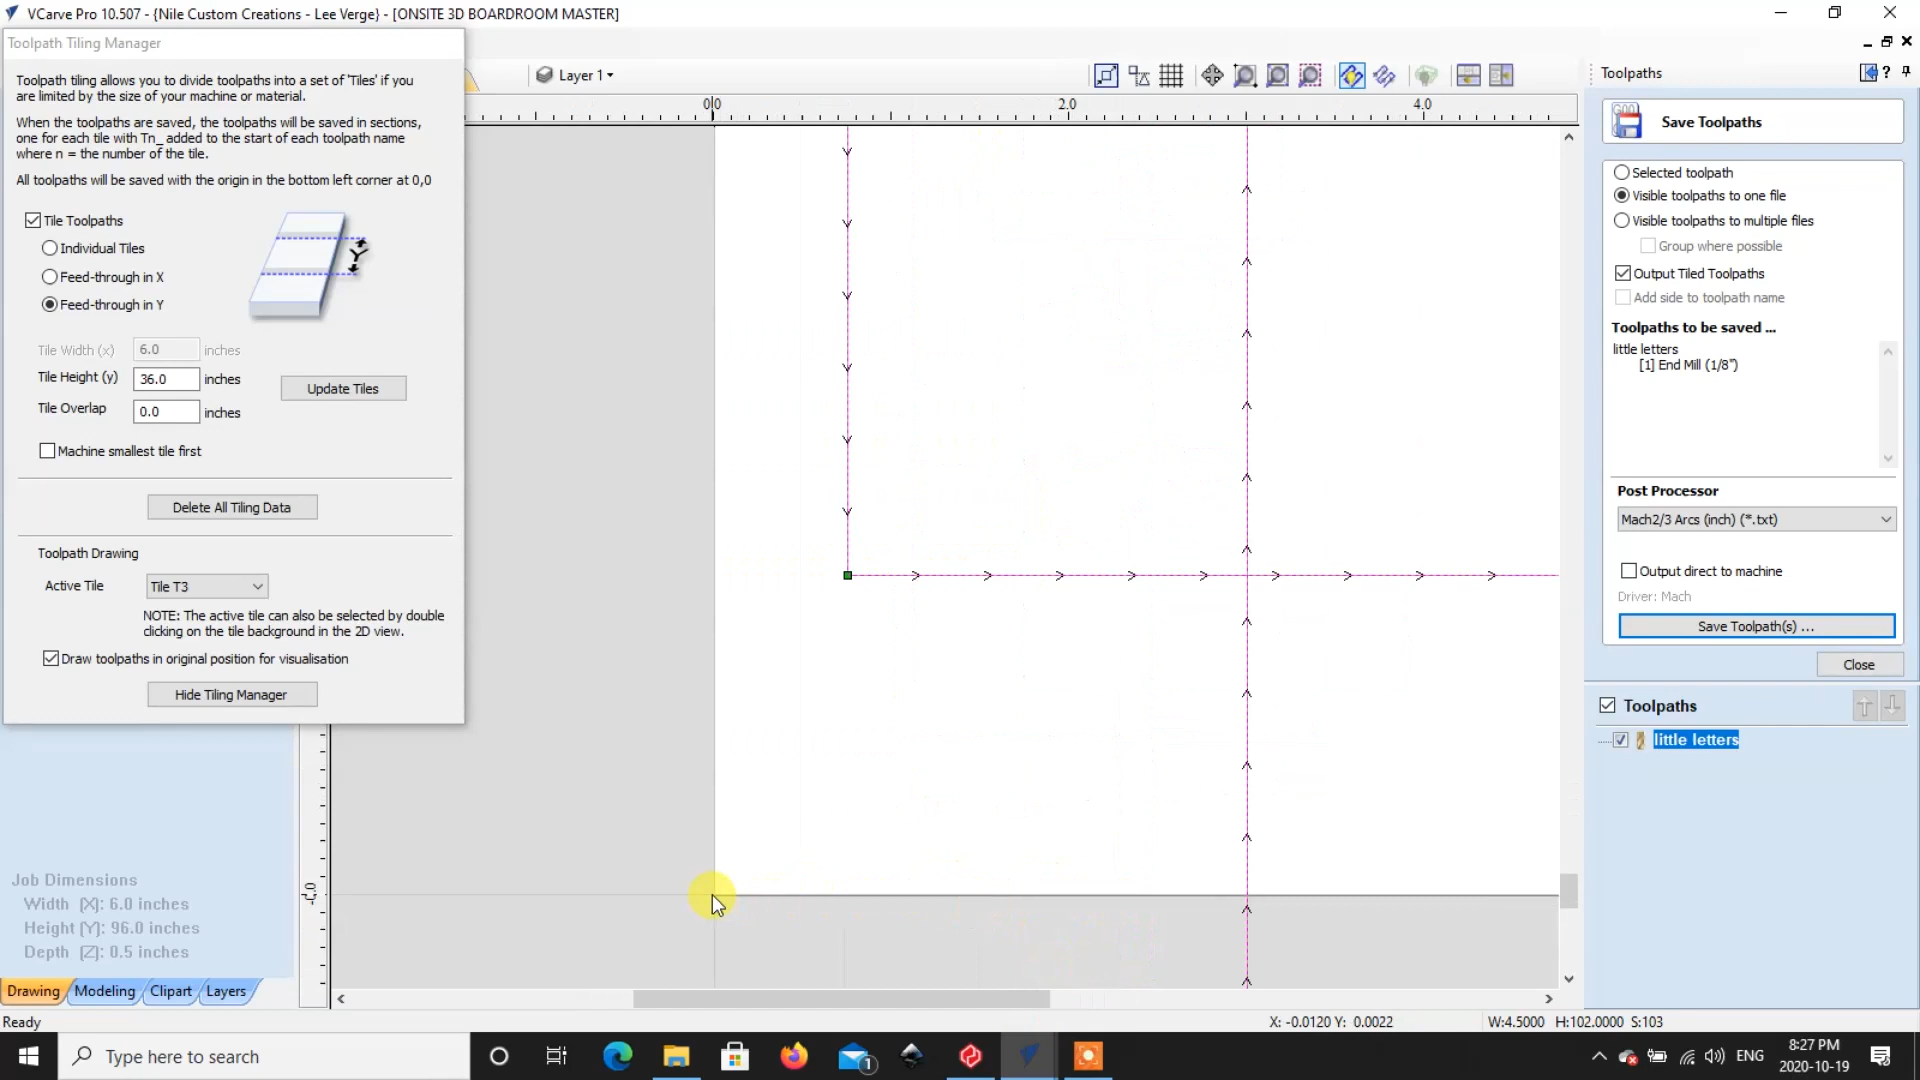 VCarve Pro 10.507 - {Nile Custom Creations - Lee Verge} - [ONSITE 3D BOARDROOM MASTER]
Toolpath Tiling Manager
Toolpath tiling allows you to divide toolpaths into a set of 'Tiles' if you
are limited by the size of your machine or material.
When the toolpaths are saved, the toolpaths will be saved in sections,
one for each tile with Tn_ added to the start of each toolpath name
where n = the number of the tile.
All toolpaths will be saved with the origin in the bottom left corner at 0,0
Tile Toolpaths
Individual Tiles
Feed-through in X
Feed-through in Y
Y
Tile Width (x) 6.0 inches
Tile Height (y) 36.0 inches
Update Tiles
Tile Overlap 0.0 inches
Machine smallest tile first
Delete All Tiling Data
Toolpath Drawing
Active Tile Tile T3
NOTE: The active tile can also be selected by double
clicking on the tile background in the 2D view.
Draw toolpaths in original position for visualisation
Hide Tiling Manager
Job Dimensions
Width (X): 6.0 inches
Height (Y): 96.0 inches
Depth (Z): 0.5 inches
Drawing Modeling Clipart Layers
Ready
Layer 1
0.0 2.0 4.0
Toolpaths
?
Save Toolpaths
Selected toolpath
Visible toolpaths to one file
Visible toolpaths to multiple files
Group where possible
Output Tiled Toolpaths
Add side to toolpath name
Toolpaths to be saved ...
little letters
[1] End Mill (1/8")
Post Processor
Mach2/3 Arcs (inch) (*.txt)
Output direct to machine
Driver: Mach
Save Toolpath(s) ...
Close
Toolpaths
little letters
X: -0.0120 Y: 0.0022
W:4.5000 H:102.0000 S:103
Type here to search
1
ENG
8:27 PM
2020-10-19